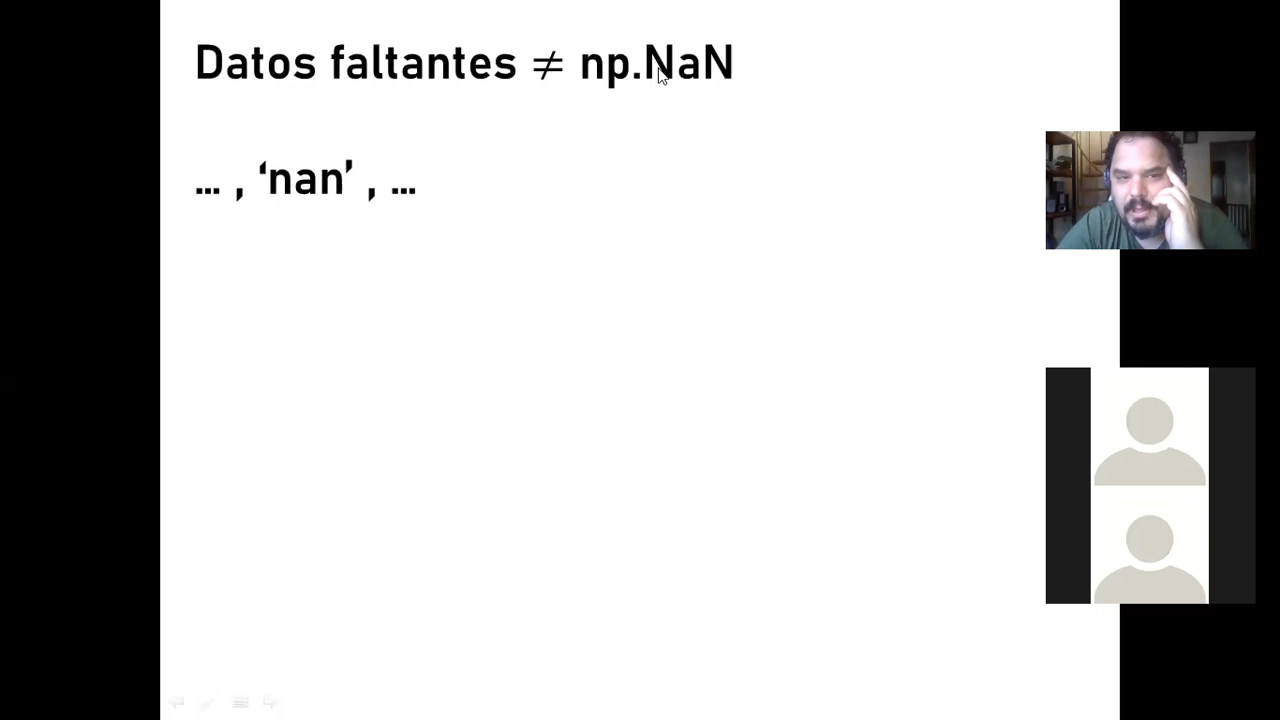 Datos faltantes ≠ np.NaN
... , ‘nan’ , ...